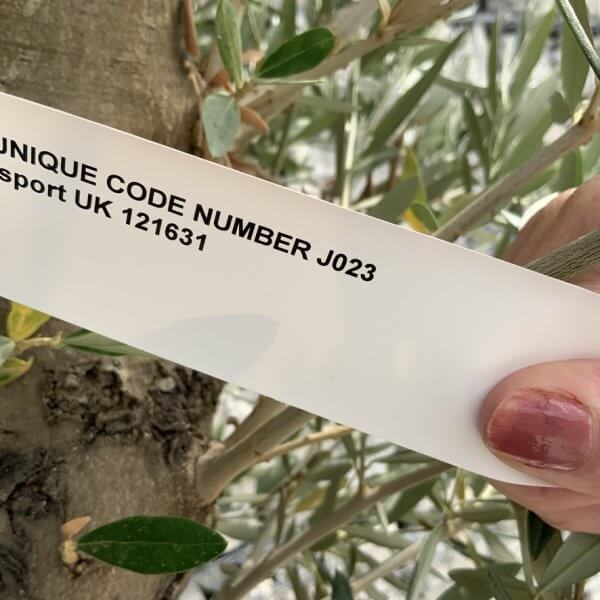 UNIQUE CODE NUMBER J023
sport UK 121631